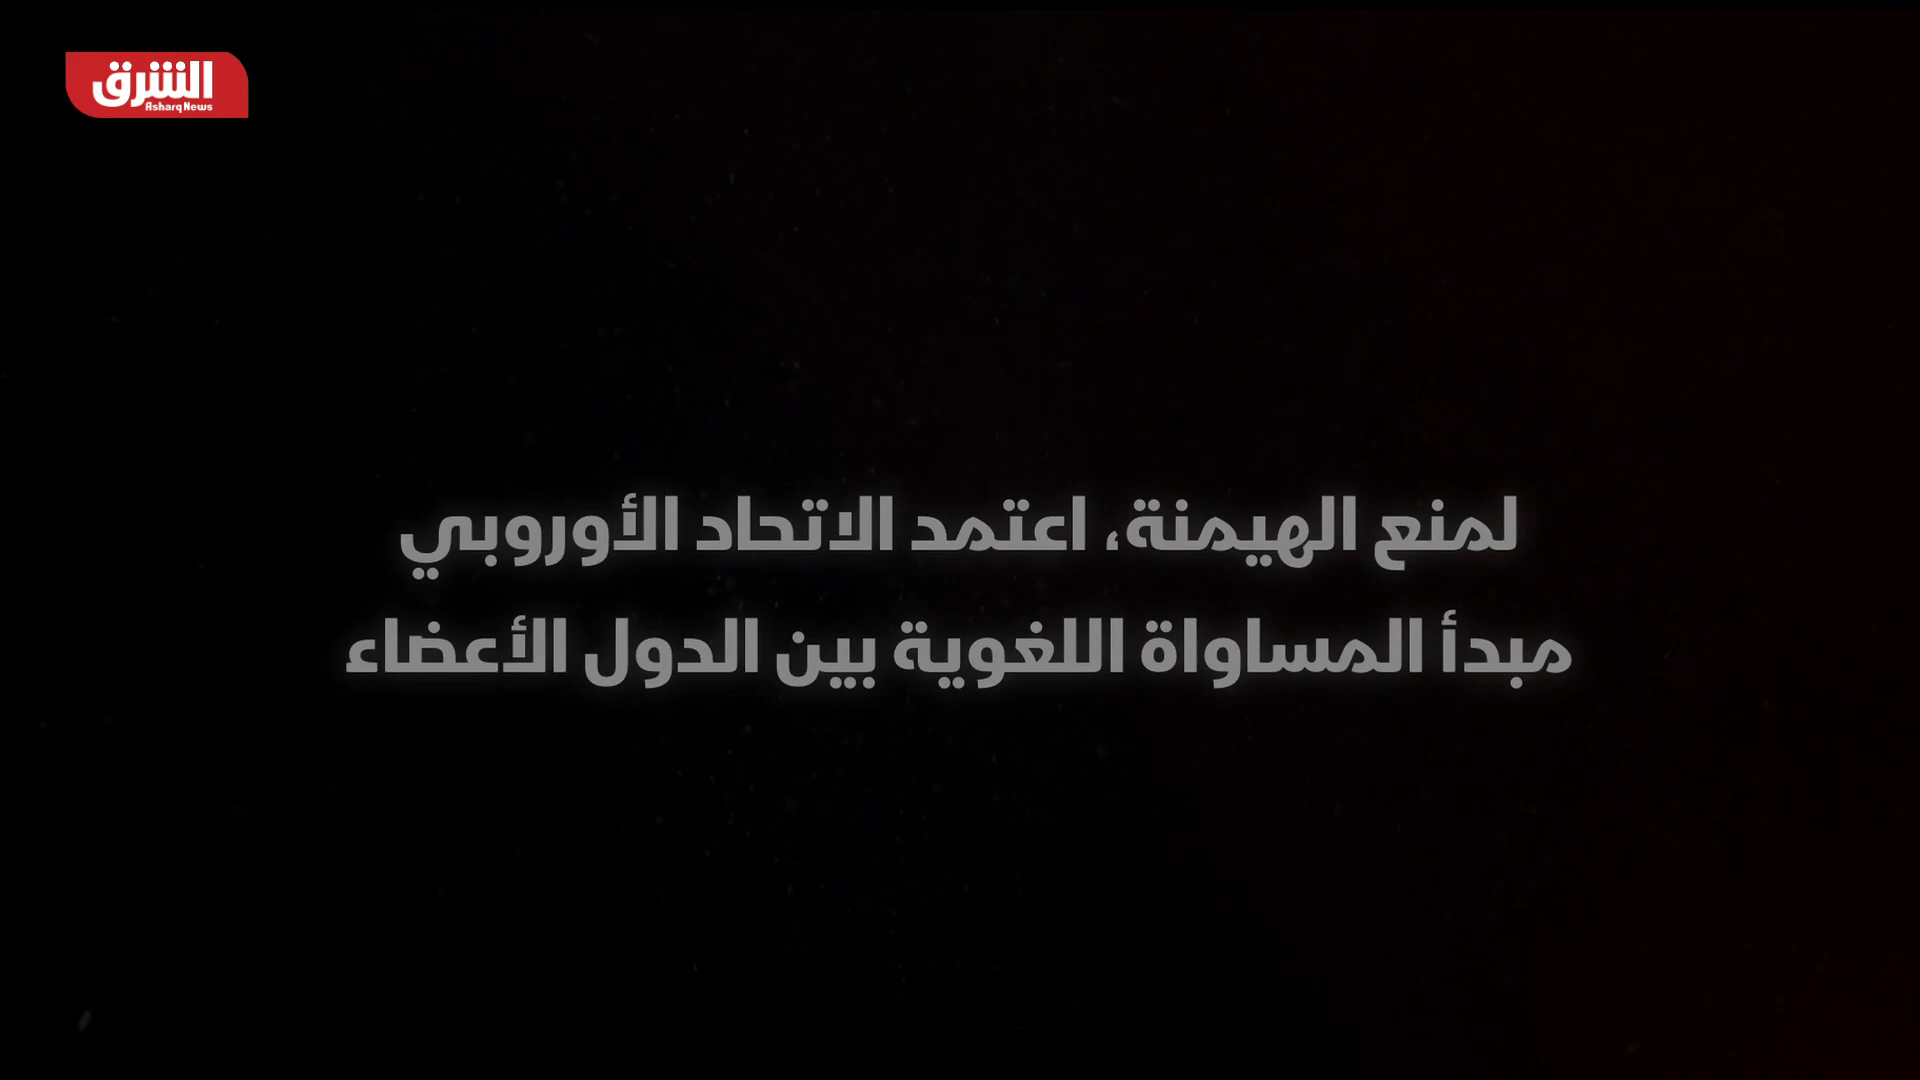 الشرق
Asharq News
لمنع الهيمنة، اعتمد الاتحاد الأوروبي
مبدأ المساواة اللغوية بين الدول الأعضاء